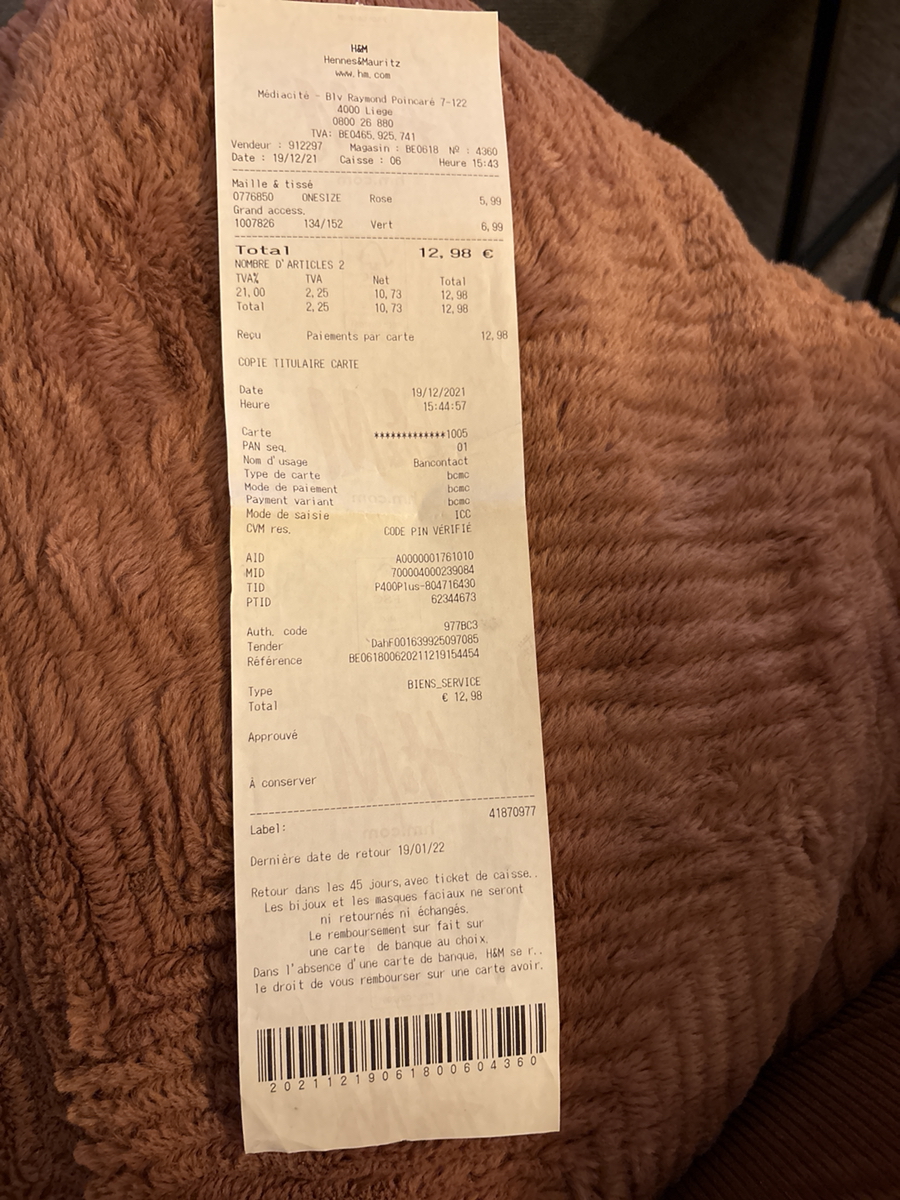 H&M
Hennes&Mauritz
www.hm.com
Médiacité - Blv Raymond Poincaré 7-122
4000 Liege
0800 26 880
TVA: BE0465.925.741
Vendeur : 912297 Magasin : BE0618 Nº : 4360
Date : 19/12/21 Caisse : 06 Heure 15:43
Maille & tissé
0776850 ONESIZE Rose 5,99
Grand access.
1007826 134/152 Vert 6,99
Total 12,98 €
NOMBRE D'ARTICLES 2
TVA% TVA Net Total
21,00 2,25 10,73 12,98
Total 2,25 10,73 12,98
Reçu Paiements par carte 12,98
COPIE TITULAIRE CARTE
Date 19/12/2021
Heure 15:44:57
Carte *************1005
PAN seq. 01
Nom d'usage Bancontact
Type de carte bcmc
Mode de paiement bcmc
Payment variant bcmc
Mode de saisie ICC
CVM res. CODE PIN VÉRIFIÉ
AID A0000001761010
MID 700004000239084
TID P400Plus-804716430
PTID 62344673
Auth. code 977BC3
Tender DahF001639925097085
Référence BE061800620211219154454
Type BIENS_SERVICE
Total € 12,98
Approuvé
À conserver
41870977
Label:
Dernière date de retour 19/01/22
Retour dans les 45 jours,avec ticket de caisse..
Les bijoux et les masques faciaux ne seront
ni retournés ni échangés.
Le remboursement sur fait sur
une carte de banque au choix.
Dans l'absence d'une carte de banque, H&M se r..
le droit de vous rembourser sur une carte avoir.
2021121906180060​4360